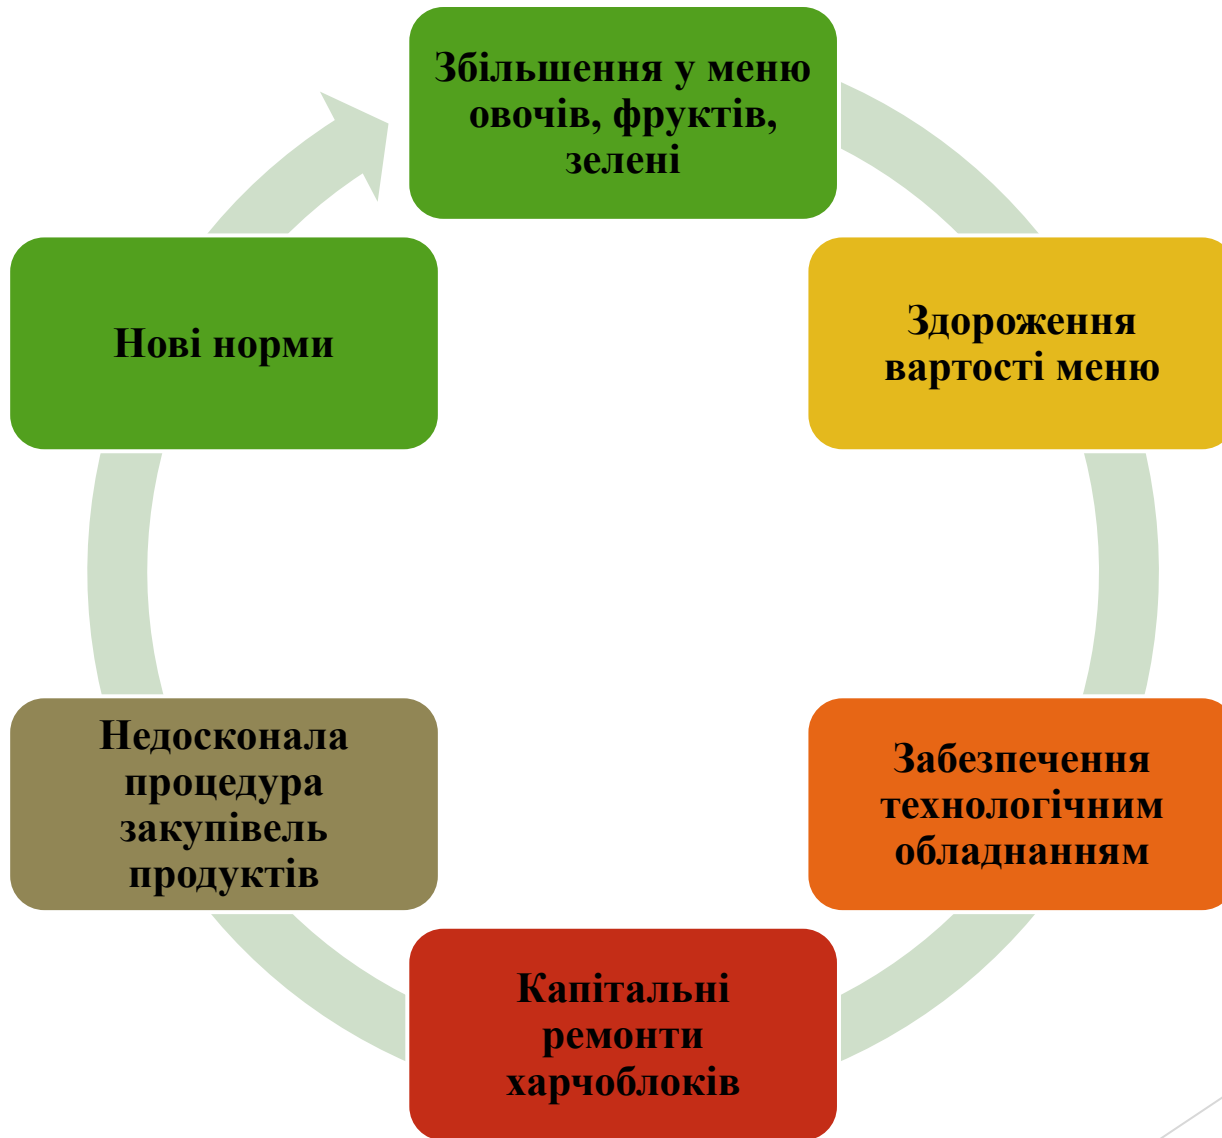 Збільшення у меню
овочів, фруктів,
зелені
Здороження
вартості меню
Забезпечення
технологічним
обладнанням
Капітальні
ремонти
харчоблоків
Недосконала
процедура
закупівель
продуктів
Нові норми